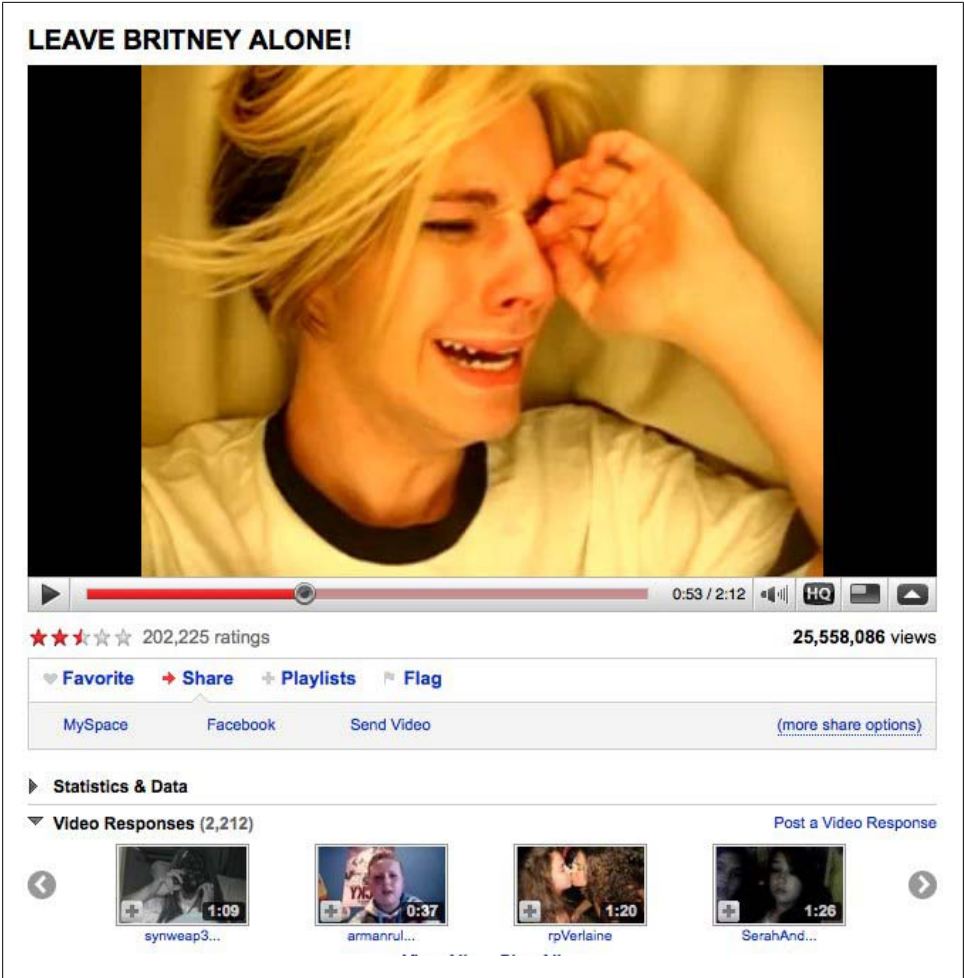 LEAVE BRITNEY ALONE!
0:53 / 2:12 HQ
202,225 ratings 25,558,086 views
Favorite Share Playlists Flag
MySpace Facebook Send Video (more share options)
Statistics & Data
Video Responses (2,212) Post a Video Response
1:09 0:37 1:20 1:26
synweap3... armanrul... rpVerlaine SerahAnd...